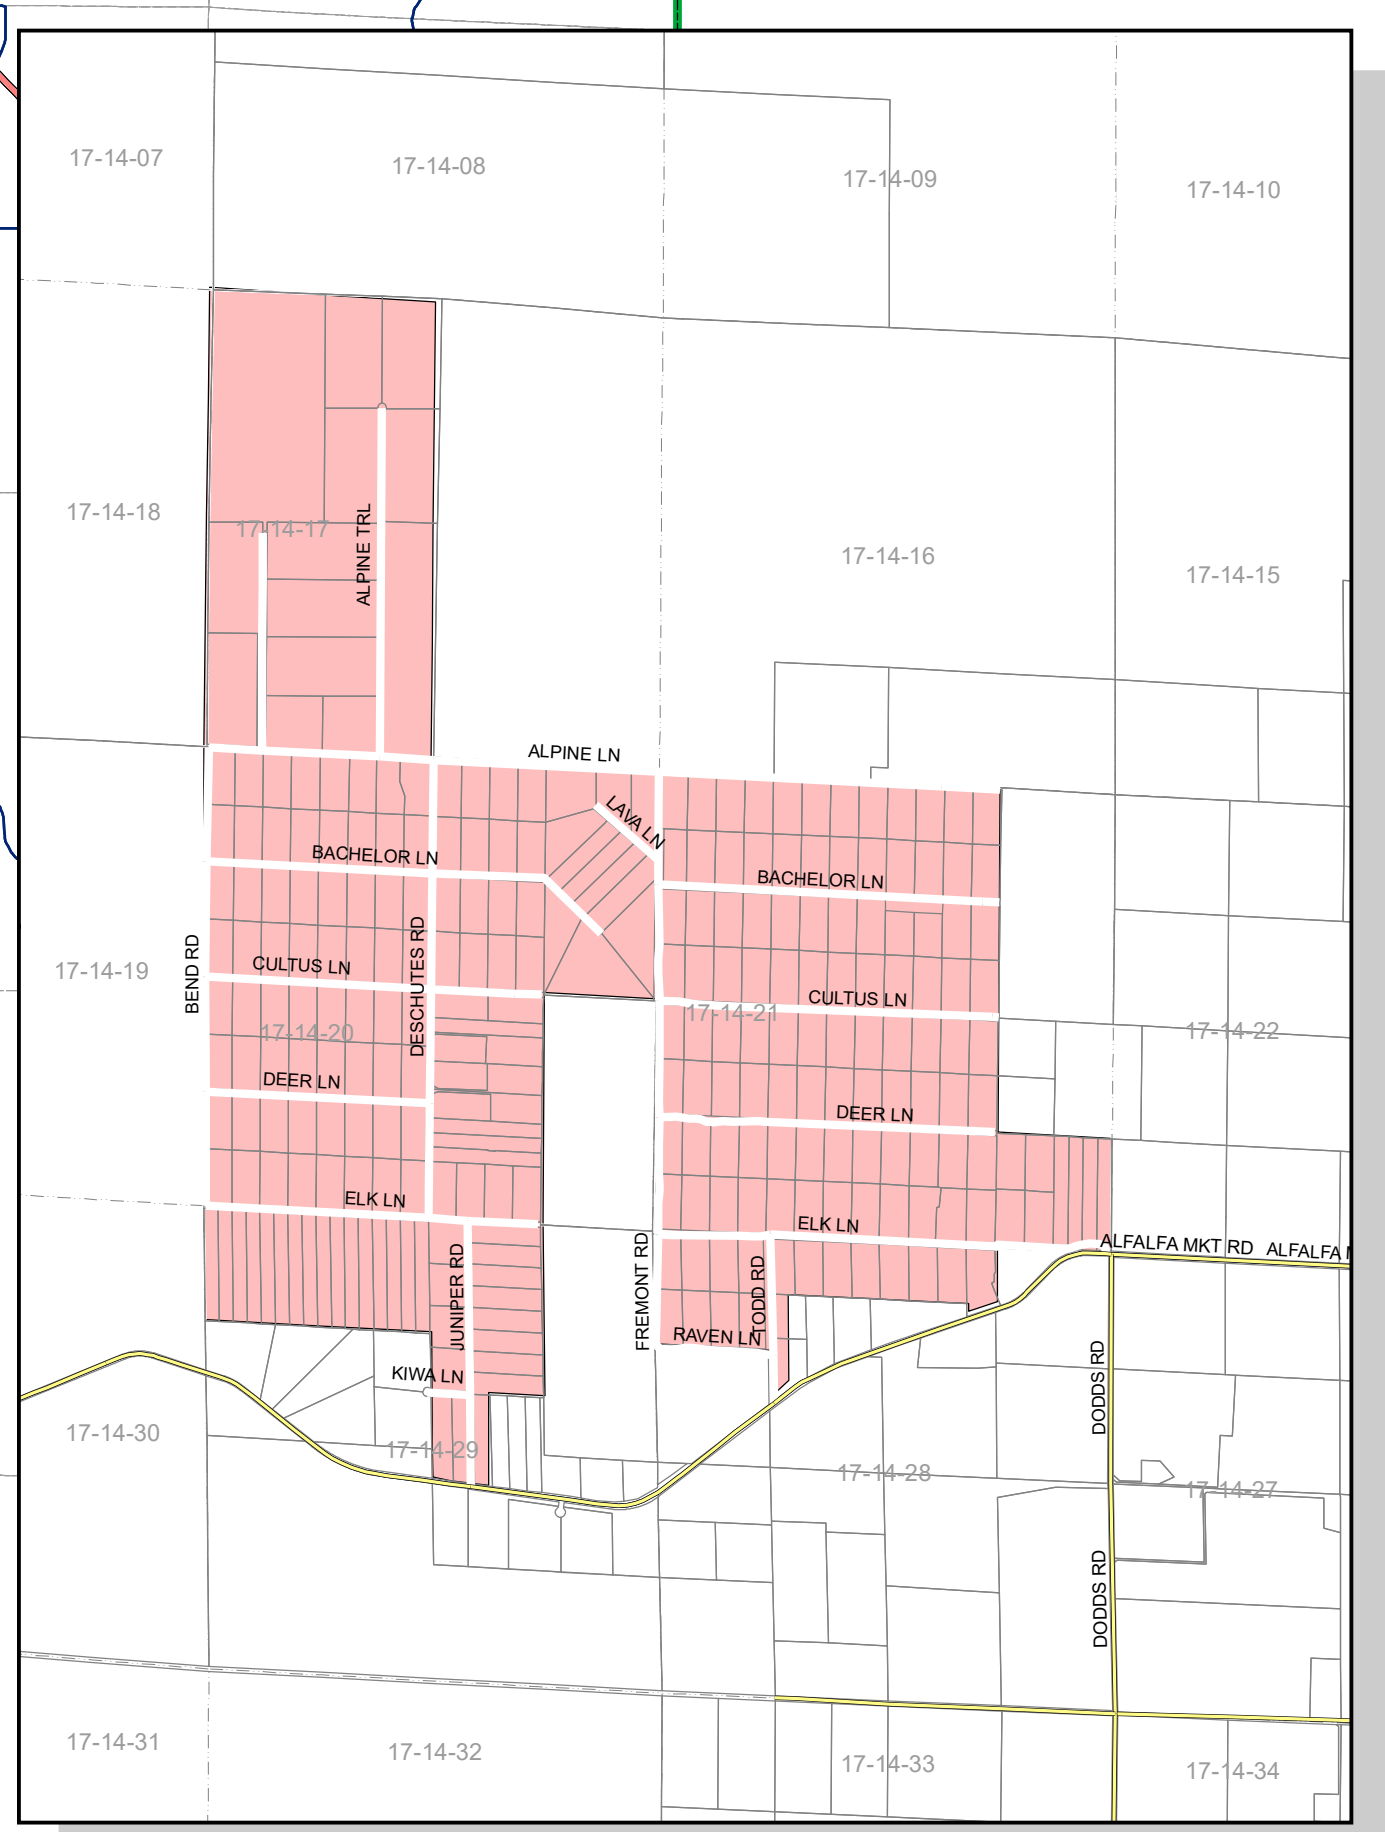 17-14-07
17-14-08
17-14-09
17-14-10
17-14-18
17-14-17
ALPINE TRL
17-14-16
17-14-15
ALPINE LN
LAVA LN
BACHELOR LN
BACHELOR LN
BEND RD
DESCHUTES RD
17-14-19
CULTUS LN
CULTUS LN
17-14-20
17-14-21
17-14-22
DEER LN
DEER LN
ELK LN
ELK LN
ALFALFA MKT RD
ALFALFA
JUNIPER RD
FREMONT RD
TODD RD
RAVEN LN
KIWA LN
DODDS RD
17-14-30
17-14-29
17-14-28
17-14-27
DODDS RD
17-14-31
17-14-32
17-14-33
17-14-34